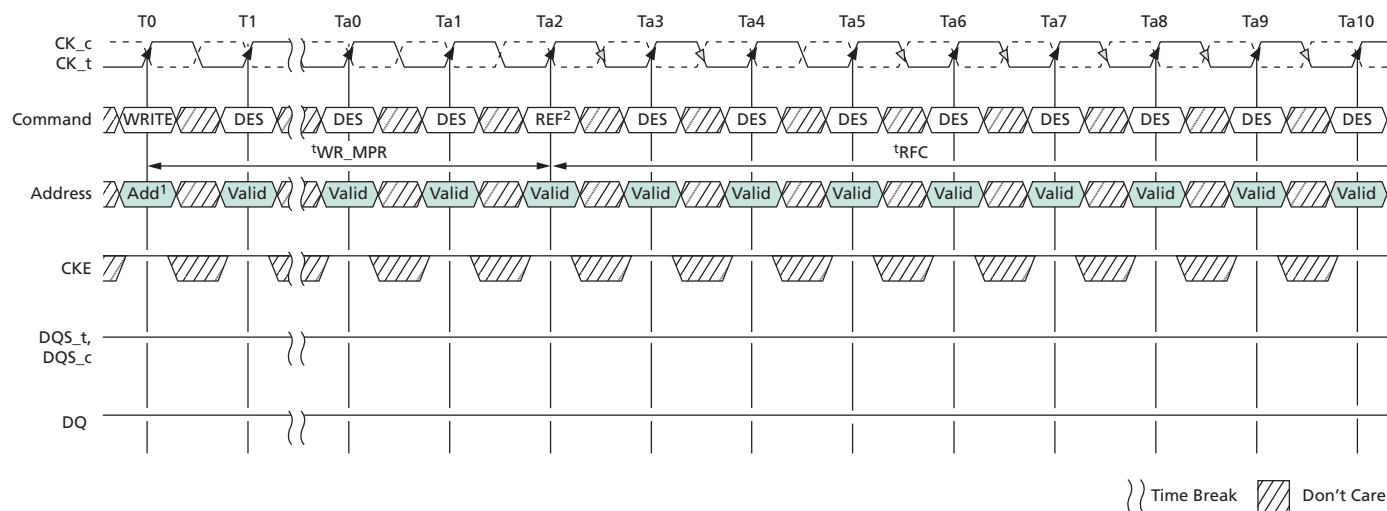 T0 T1 Ta0 Ta1 Ta2 Ta3 Ta4 Ta5 Ta6 Ta7 Ta8 Ta9 Ta10
CK_c
CK_t
Command WRITE DES DES DES REF2 DES DES DES DES DES DES DES DES
tWR_MPR tRFC
Address Add1 Valid Valid Valid Valid Valid Valid Valid Valid Valid Valid Valid Valid
CKE
DQS_t,
DQS_c
DQ
Time Break Don't Care